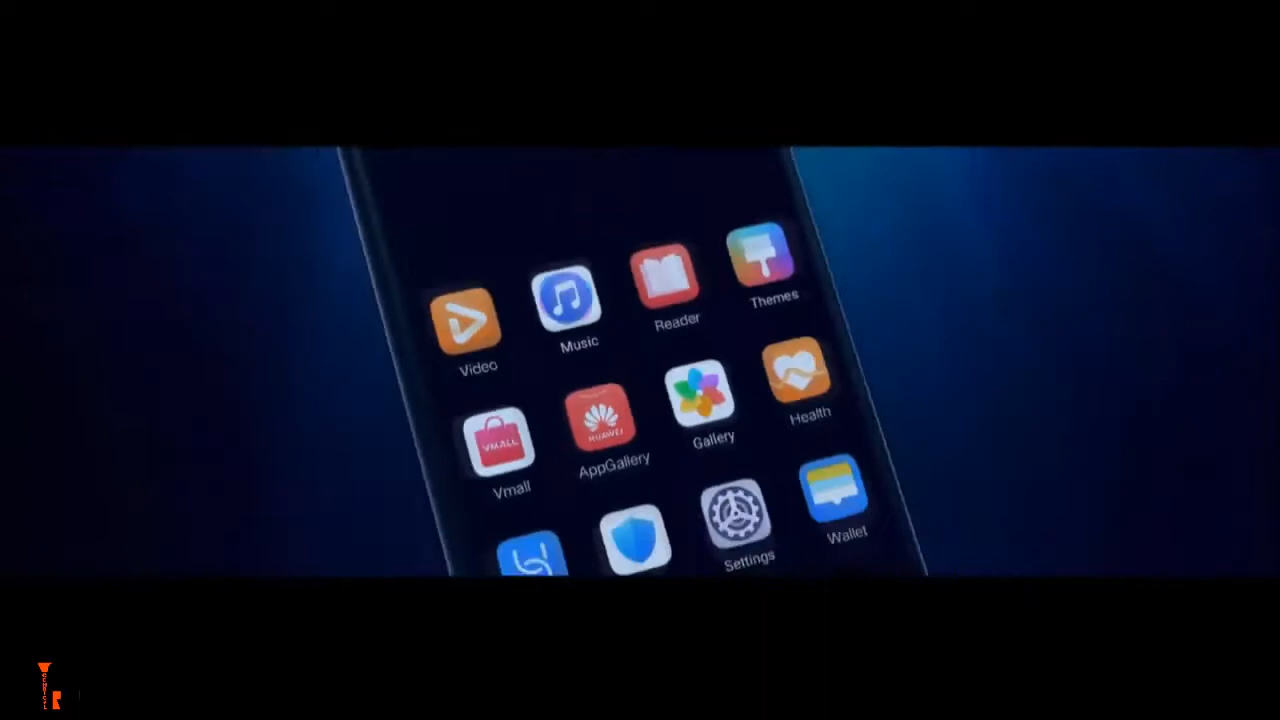 Video
Music
Reader
Themes
VMALL
Vmall
HUAWEI
AppGallery
Gallery
Health
Settings
Wallet